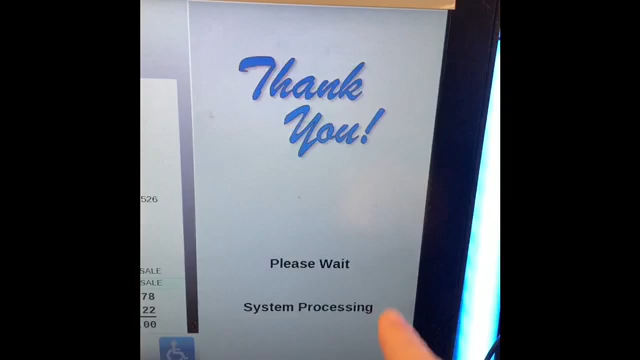 Thank
You!
526
Please Wait
SALE
SALE
System Processing
78
22
00